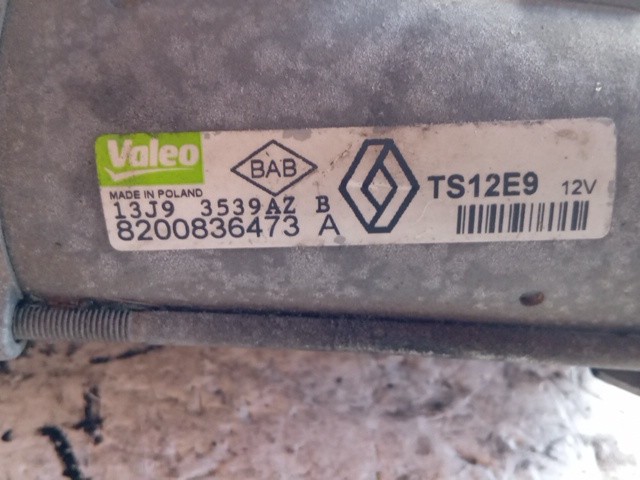 Valeo
MADE IN POLAND
BAB
TS12E9 12V
13J9 3539AZ B
8200836473 A